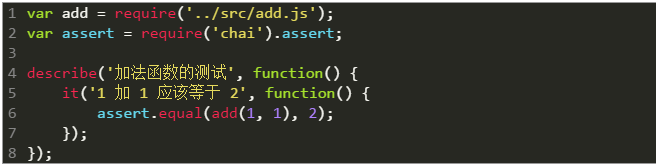 1 var add = require('../src/add.js');
2 var assert = require('chai').assert;
3
4 describe('加法函数的测试', function() {
5     it('1 加 1 应该等于 2', function() {
6         assert.equal(add(1, 1), 2);
7     });
8 });